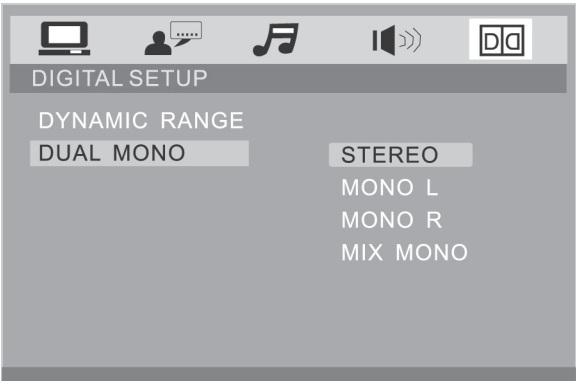 DIGITAL SETUP
DYNAMIC RANGE
DUAL MONO
STEREO
MONO L
MONO R
MIX MONO